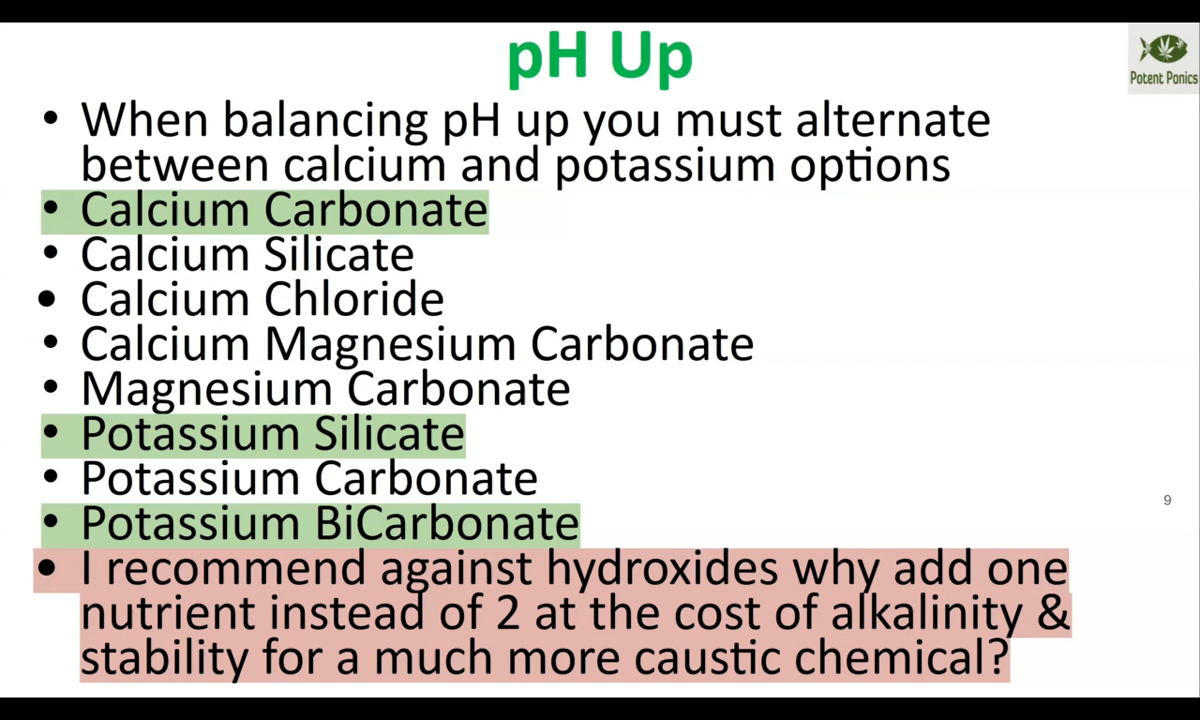 pH Up
Potent Ponics
• When balancing pH up you must alternate
between calcium and potassium options
• Calcium Carbonate
• Calcium Silicate
• Calcium Chloride
• Calcium Magnesium Carbonate
• Magnesium Carbonate
• Potassium Silicate
• Potassium Carbonate
• Potassium BiCarbonate
• I recommend against hydroxides why add one
nutrient instead of 2 at the cost of alkalinity &
stability for a much more caustic chemical?
9